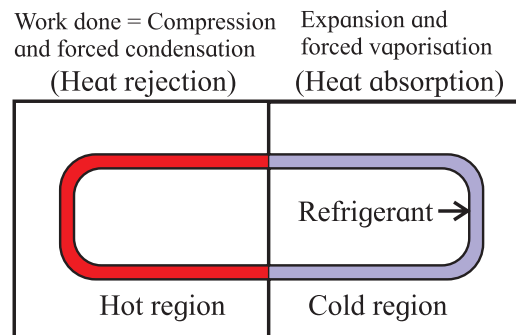 Work done = Compression
and forced condensation
(Heat rejection)
Expansion and
forced vaporisation
(Heat absorption)
Refrigerant
Hot region
Cold region